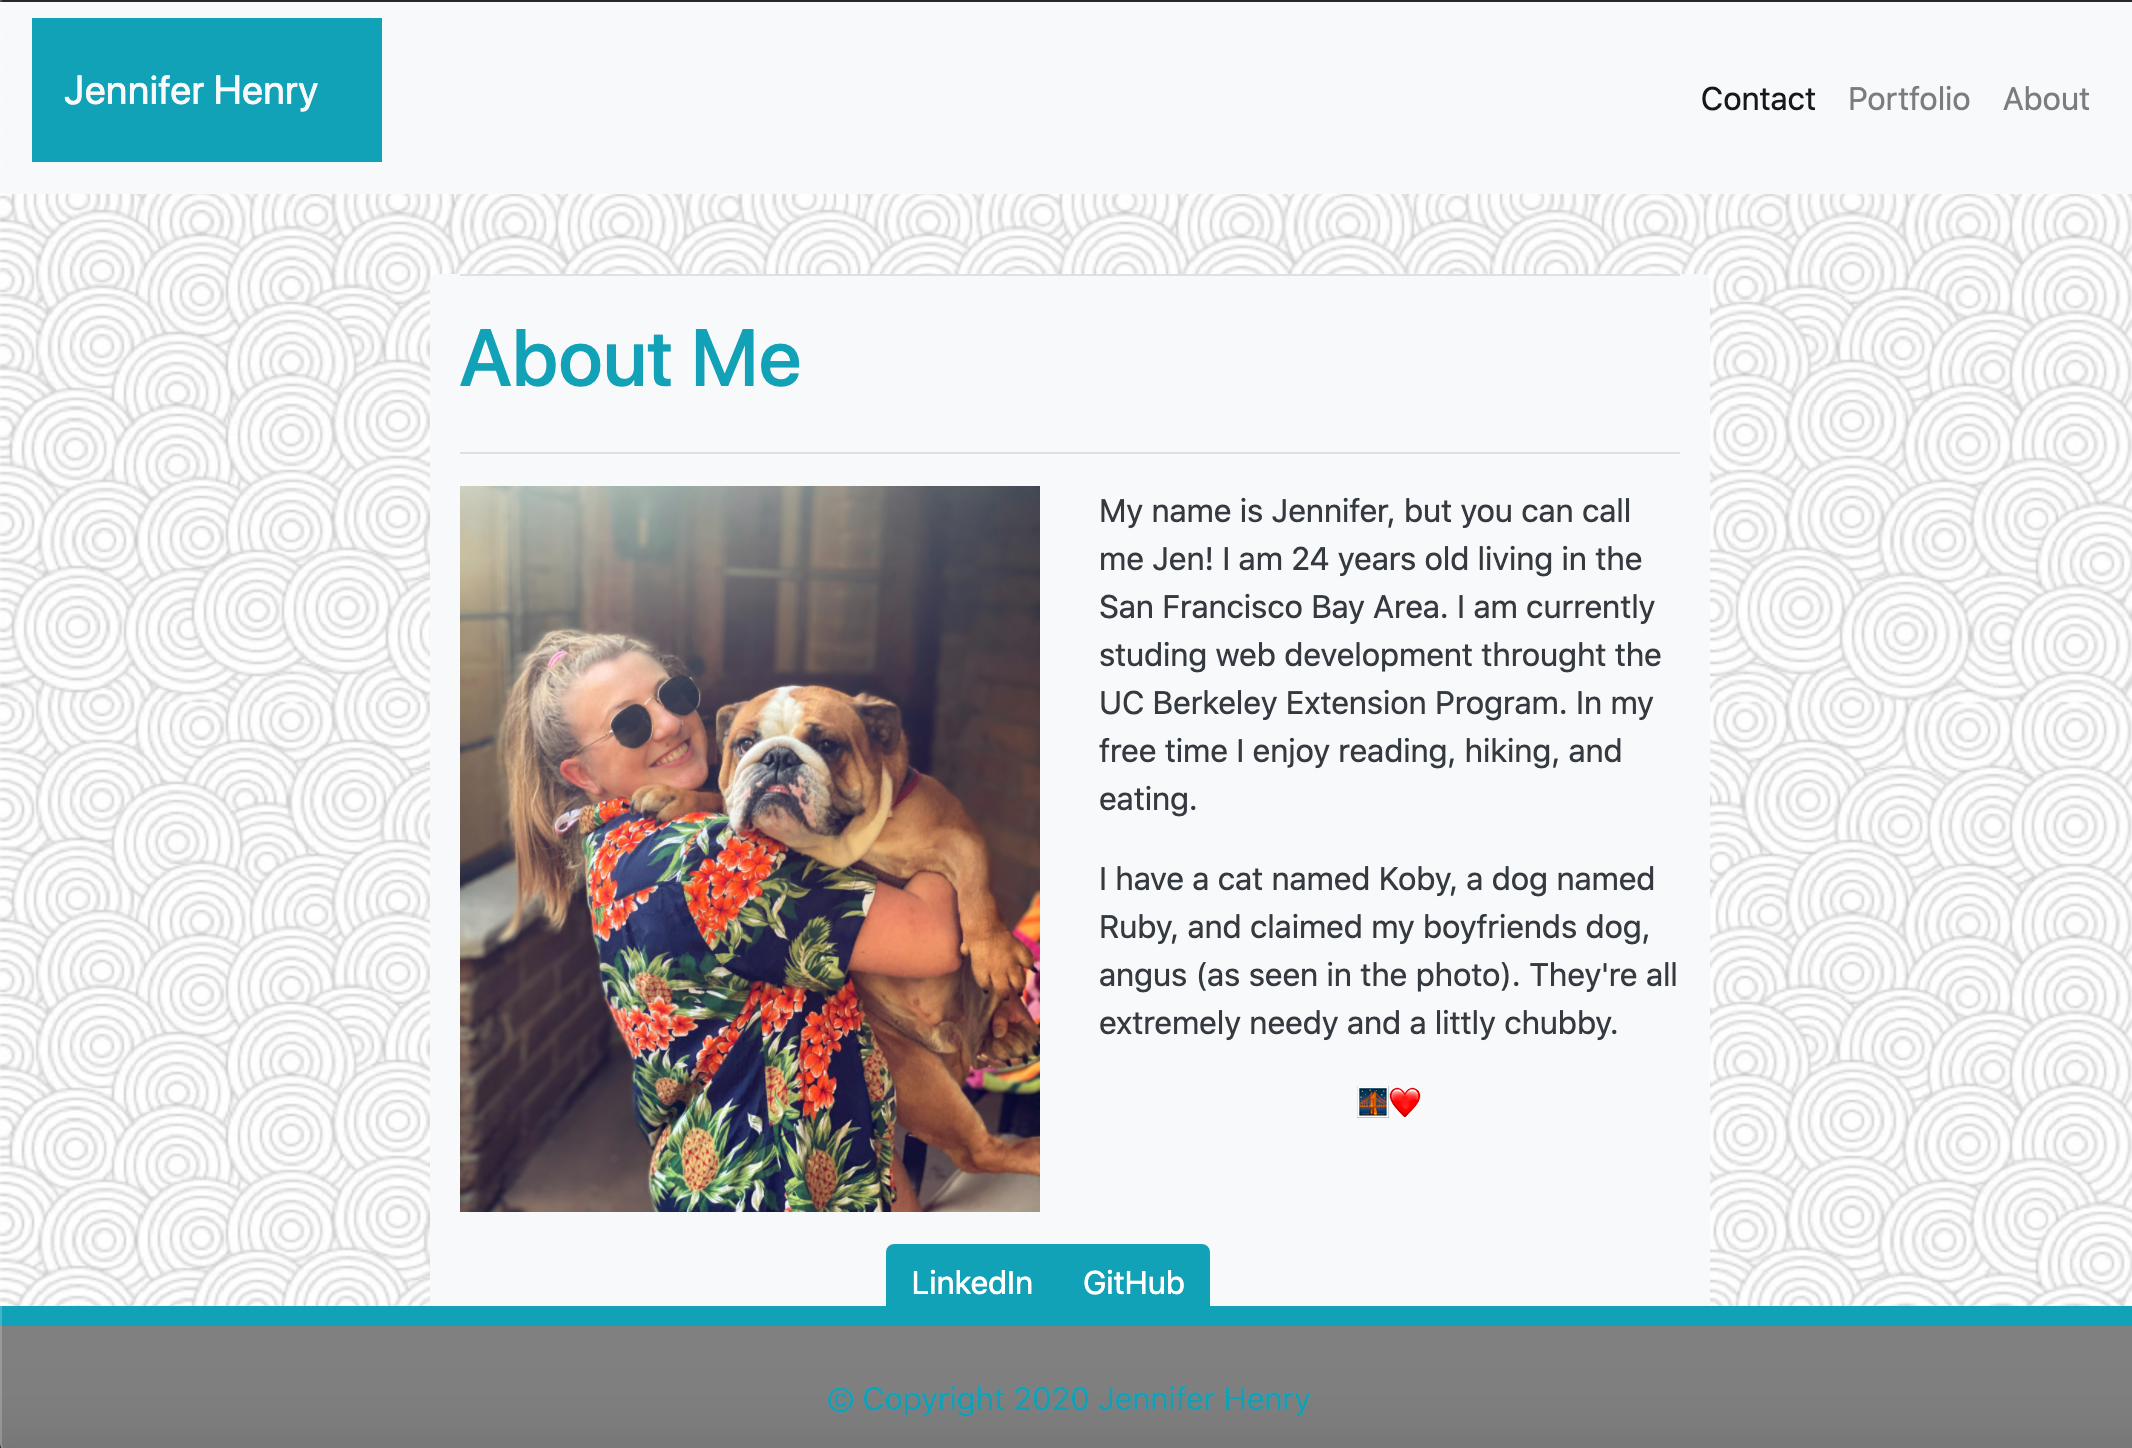 Jennifer Henry
Contact Portfolio About
About Me
My name is Jennifer, but you can call
me Jen! I am 24 years old living in the
San Francisco Bay Area. I am currently
studing web development throught the
UC Berkeley Extension Program. In my
free time I enjoy reading, hiking, and
eating.
I have a cat named Koby, a dog named
Ruby, and claimed my boyfriends dog,
angus (as seen in the photo). They're all
extremely needy and a littly chubby.
🌉❤️
LinkedIn GitHub
© Copyright 2020 Jennifer Henry